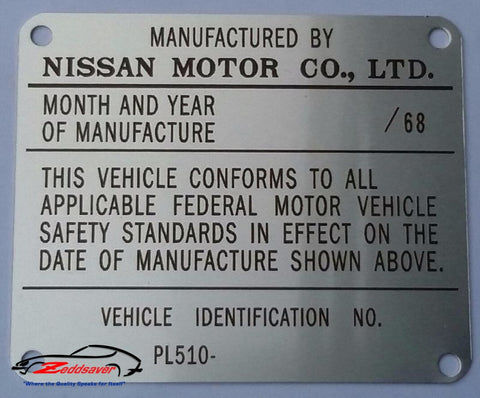 MANUFACTURED BY
NISSAN MOTOR CO., LTD.
MONTH AND YEAR
OF MANUFACTURE /68
THIS VEHICLE CONFORMS TO ALL
APPLICABLE FEDERAL MOTOR VEHICLE
SAFETY STANDARDS IN EFFECT ON THE
DATE OF MANUFACTURE SHOWN ABOVE.
VEHICLE IDENTIFICATION NO.
PL510-
Zeddsaver
"Where the Quality Speaks for Itself"